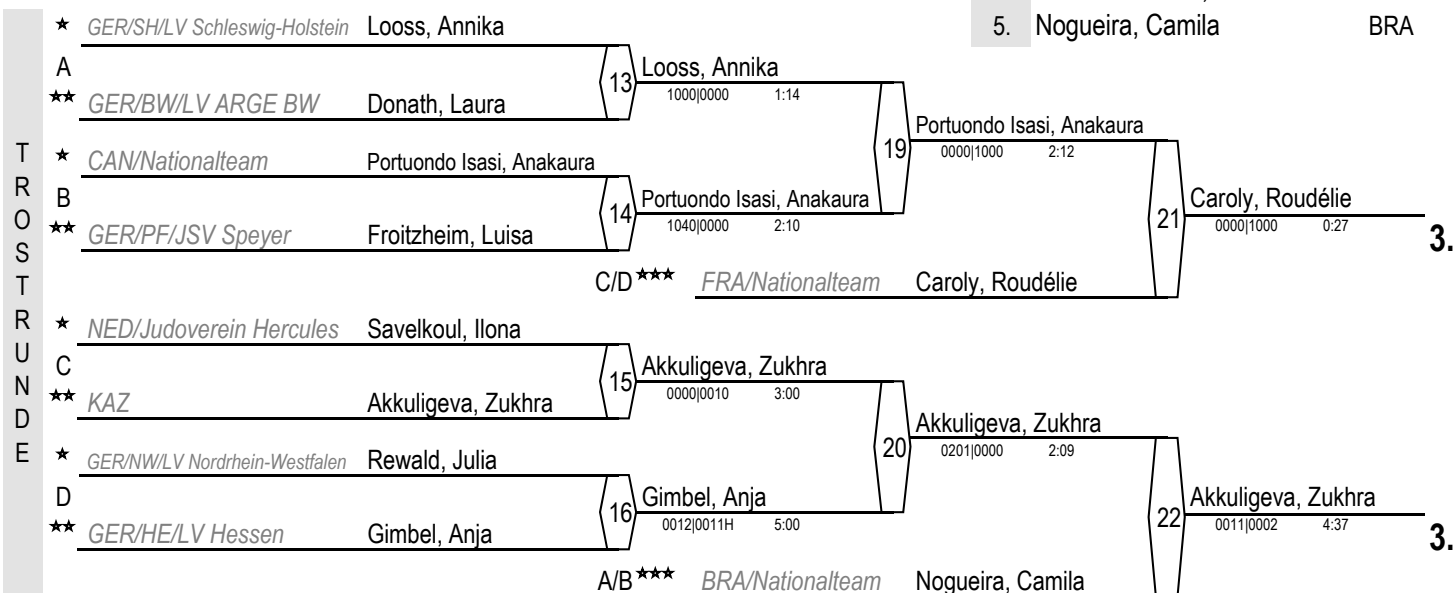 5. Nogueira, Camila BRA
TROSTRUNDE
★ GER/SH/LV Schleswig-Holstein Looss, Annika
A
★★ GER/BW/LV ARGE BW Donath, Laura
13 Looss, Annika
1000|0000 1:14
★ CAN/Nationalteam Portuondo Isasi, Anakaura
B
★★ GER/PF/JSV Speyer Froitzheim, Luisa
14 Portuondo Isasi, Anakaura
1040|0000 2:10
19 Portuondo Isasi, Anakaura
0000|1000 2:12
C/D ★★★ FRA/Nationalteam Caroly, Roudélie
21 Caroly, Roudélie
0000|1000 0:27
3.
★ NED/Judoverein Hercules Savelkoul, Ilona
C
★★ KAZ Akkuligeva, Zukhra
15 Akkuligeva, Zukhra
0000|0010 3:00
★ GER/NW/LV Nordrhein-Westfalen Rewald, Julia
D
★★ GER/HE/LV Hessen Gimbel, Anja
16 Gimbel, Anja
0012|0011H 5:00
20 Akkuligeva, Zukhra
0201|0000 2:09
A/B ★★★ BRA/Nationalteam Nogueira, Camila
22 Akkuligeva, Zukhra
0011|0002 4:37
3.